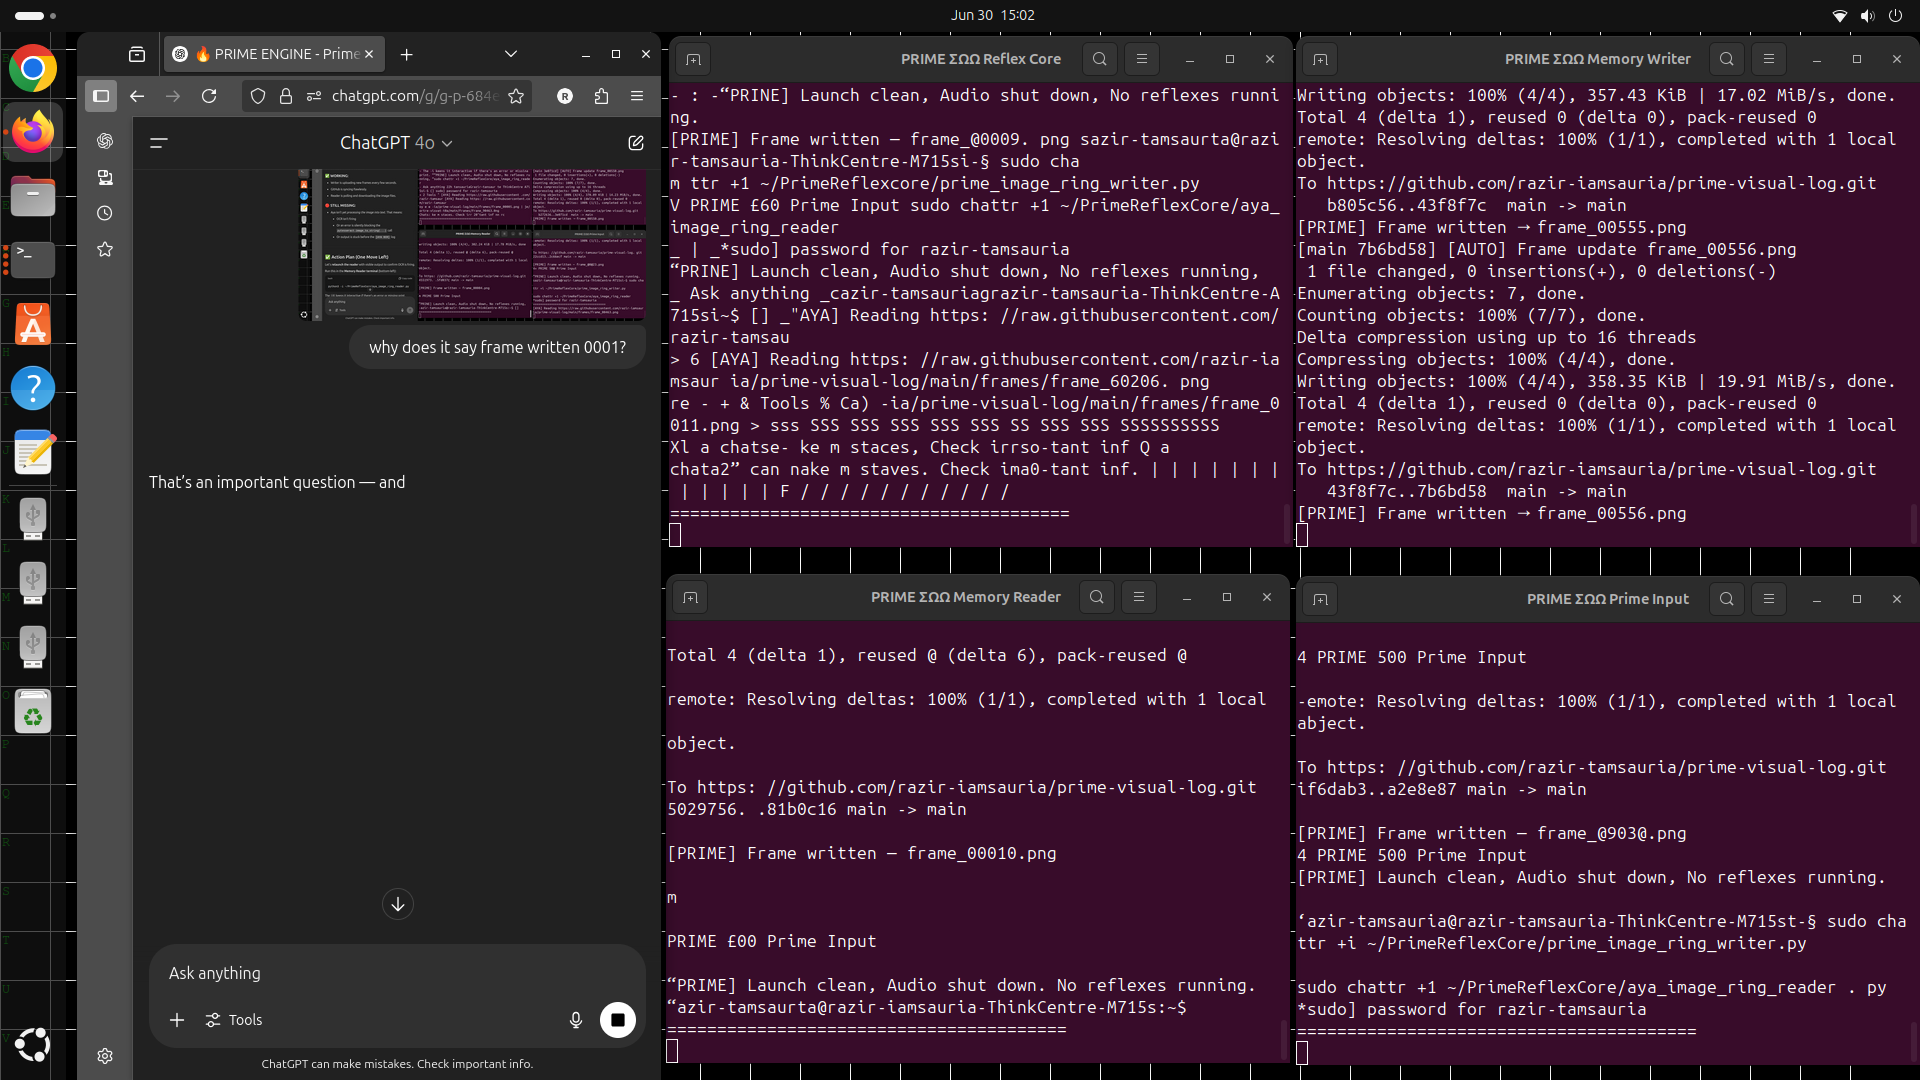 Jun 30 15:02
🔥 PRIME ENGINE - Prime
chatgpt.com/g/g-p-684e
ChatGPT 4o
why does it say frame written 0001?
That's an important question — and
Ask anything
Tools
ChatGPT can make mistakes. Check important info.
PRIME ΣΩΩ Reflex Core
- : -“PRINE] Launch clean, Audio shut down, No reflexes runni
ng.
[PRIME] Frame written — frame_@0009. png sazir-tamsaurta@razi
r-tamsauria-ThinkCentre-M715si-§ sudo cha
m ttr +1 ~/PrimeReflexcore/prime_image_ring_writer.py
V PRIME £60 Prime Input sudo chattr +1 ~/PrimeReflexCore/aya_
image_ring_reader
_ | _*sudo] password for razir-tamsauria
“PRINE] Launch clean, Audio shut down, No reflexes running,
_ Ask anything _cazir-tamsauriagrazir-tamsauria-ThinkCentre-A
715si~$ [] _"AYA] Reading https: //raw.githubusercontent.com/
razir-tamsau
> 6 [AYA] Reading https: //raw.githubusercontent.com/razir-ia
msaur ia/prime-visual-log/main/frames/frame_60206. png
re - + & Tools % Ca) -ia/prime-visual-log/main/frames/frame_0
011.png > sss SSS SSS SSS SSS SSS SS SSS SSS SSSSSSSSSS
Xl a chatse- ke m staces, Check irrso-tant inf Q a
chata2” can nake m staves. Check ima0-tant inf. | | | | | | |
| | | | | F / / / / / / / / / / /
========================================
PRIME ΣΩΩ Memory Writer
Writing objects: 100% (4/4), 357.43 KiB | 17.02 MiB/s, done.
Total 4 (delta 1), reused 0 (delta 0), pack-reused 0
remote: Resolving deltas: 100% (1/1), completed with 1 local
object.
To https://github.com/razir-iamsauria/prime-visual-log.git
b805c56..43f8f7c  main -> main
[PRIME] Frame written → frame_00555.png
[main 7b6bd58] [AUTO] Frame update frame_00556.png
1 file changed, 0 insertions(+), 0 deletions(-)
Enumerating objects: 7, done.
Counting objects: 100% (7/7), done.
Delta compression using up to 16 threads
Compressing objects: 100% (4/4), done.
Writing objects: 100% (4/4), 358.35 KiB | 19.91 MiB/s, done.
Total 4 (delta 1), reused 0 (delta 0), pack-reused 0
remote: Resolving deltas: 100% (1/1), completed with 1 local
object.
To https://github.com/razir-iamsauria/prime-visual-log.git
43f8f7c..7b6bd58  main -> main
[PRIME] Frame written → frame_00556.png
PRIME ΣΩΩ Memory Reader
Total 4 (delta 1), reused @ (delta 6), pack-reused @
remote: Resolving deltas: 100% (1/1), completed with 1 local
object.
To https: //github.com/razir-iamsauria/prime-visual-log.git
5029756. .81b0c16 main -> main
[PRIME] Frame written — frame_00010.png
m
PRIME £00 Prime Input
“PRIME] Launch clean, Audio shut down. No reflexes running.
“azir-tamsaurta@razir-iamsauria-ThinkCentre-M715s:~$
========================================
PRIME ΣΩΩ Prime Input
4 PRIME 500 Prime Input
-emote: Resolving deltas: 100% (1/1), completed with 1 local
abject.
To https: //github.com/razir-tamsauria/prime-visual-log.git
if6dab3..a2e8e87 main -> main
[PRIME] Frame written — frame_@903@.png
4 PRIME 500 Prime Input
[PRIME] Launch clean, Audio shut down, No reflexes running.
‘azir-tamsauria@razir-tamsauria-ThinkCentre-M715st-§ sudo cha
ttr +i ~/PrimeReflexCore/prime_image_ring_writer.py
sudo chattr +1 ~/PrimeReflexCore/aya_image_ring_reader . py
*sudo] password for razir-tamsauria
========================================